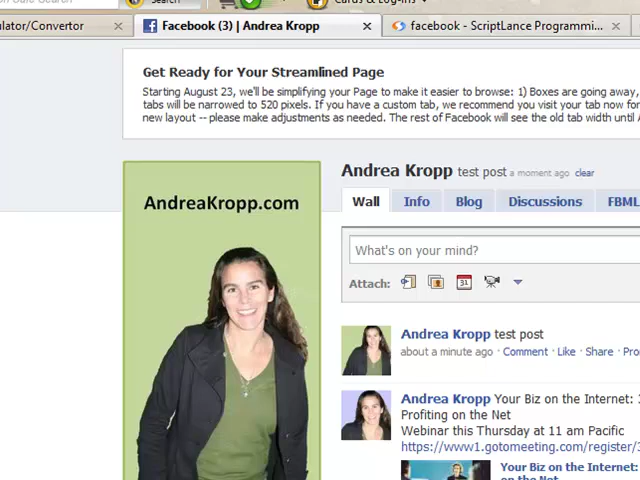 Search
Cards & Log-ins
ulator/Convertor
Facebook (3) | Andrea Kropp
facebook - ScriptLance Programmi...
Get Ready for Your Streamlined Page
Starting August 23, we'll be simplifying your Page to make it easier to browse: 1) Boxes are going away,
tabs will be narrowed to 520 pixels. If you have a custom tab, we recommend you visit your tab now for
new layout -- please make adjustments as needed. The rest of Facebook will see the old tab width until
AndreaKropp.com
Andrea Kropp test post a moment ago clear
Wall Info Blog Discussions FBML
What's on your mind?
Attach: 31
Andrea Kropp test post
about a minute ago · Comment · Like · Share · Pro
Andrea Kropp Your Biz on the Internet:
Profiting on the Net
Webinar this Thursday at 11 am Pacific
https://www1.gotomeeting.com/register/
Your Biz on the Internet:
on the Net